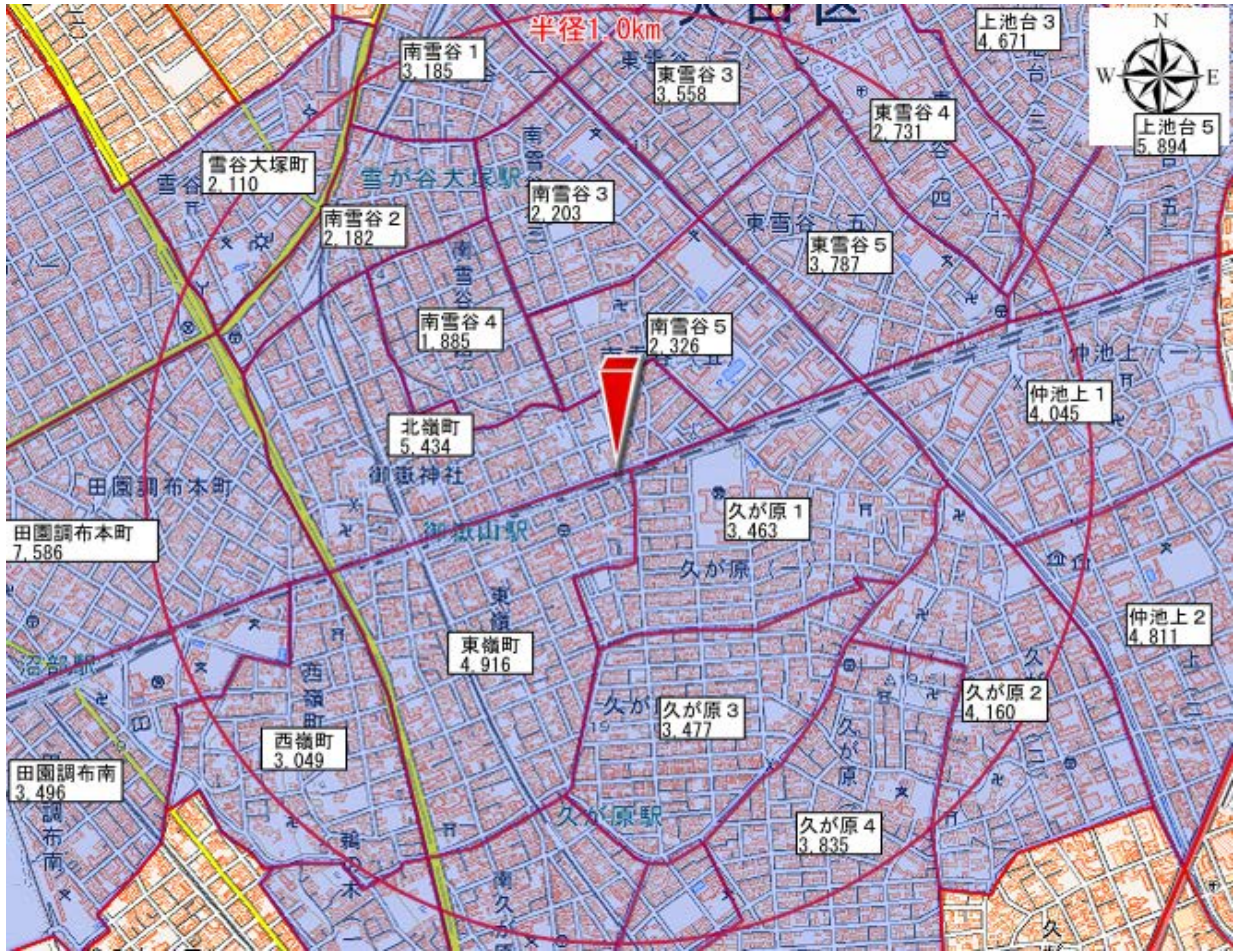 大田区
半径1.0km
N
W
E
上池台3
4,671
南雪谷1
3,185
東雪谷3
3,558
東雪谷4
2,731
上池台5
5,894
雪谷大塚町
2,110
雪が谷大塚駅
南雪谷3
2,203
南雪谷2
2,182
東雪谷5
3,787
南雪谷4
1,885
南雪谷5
2,326
仲池上(一)
仲池上1
4,045
北嶺町
5,434
御嶽神社
田園調布本町
田園調布本町
7,586
久が原1
3,463
御嶽山駅
久が原(一)
仲池上2
4,811
東嶺町
4,916
沼部駅
西嶺町
久が原3
3,477
久が原2
4,160
西嶺町
3,049
田園調布南
3,496
久が原駅
久が原4
3,835